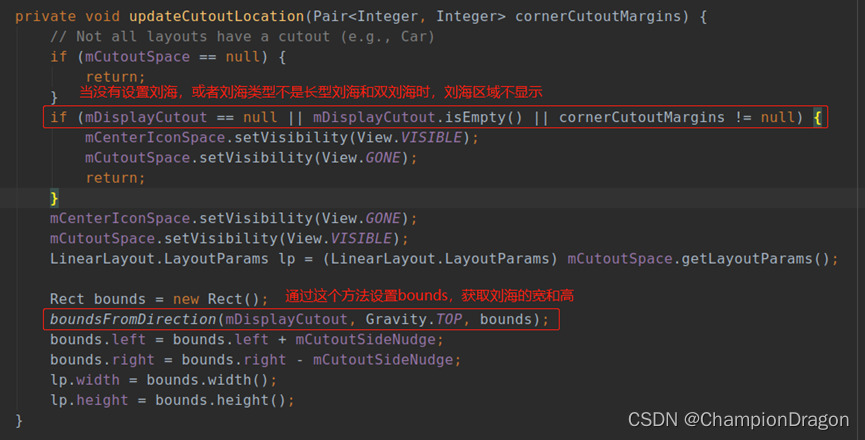 private void updateCutoutLocation(Pair<Integer, Integer> cornerCutoutMargins) {
// Not all layouts have a cutout (e.g., Car)
if (mCutoutSpace == null) {
return;
}
当没有设置刘海，或者刘海类型不是长型刘海和双刘海时，刘海区域不显示
if (mDisplayCutout == null || mDisplayCutout.isEmpty() || cornerCutoutMargins != null) {
mCenterIconSpace.setVisibility(View.VISIBLE);
mCutoutSpace.setVisibility(View.GONE);
return;
}
mCenterIconSpace.setVisibility(View.GONE);
mCutoutSpace.setVisibility(View.VISIBLE);
LinearLayout.LayoutParams lp = (LinearLayout.LayoutParams) mCutoutSpace.getLayoutParams();
Rect bounds = new Rect(); 通过这个方法设置bounds，获取刘海的宽和高
boundsFromDirection(mDisplayCutout, Gravity.TOP, bounds);
bounds.left = bounds.left + mCutoutSideNudge;
bounds.right = bounds.right - mCutoutSideNudge;
lp.width = bounds.width();
lp.height = bounds.height();
}
CSDN @ChampionDragon